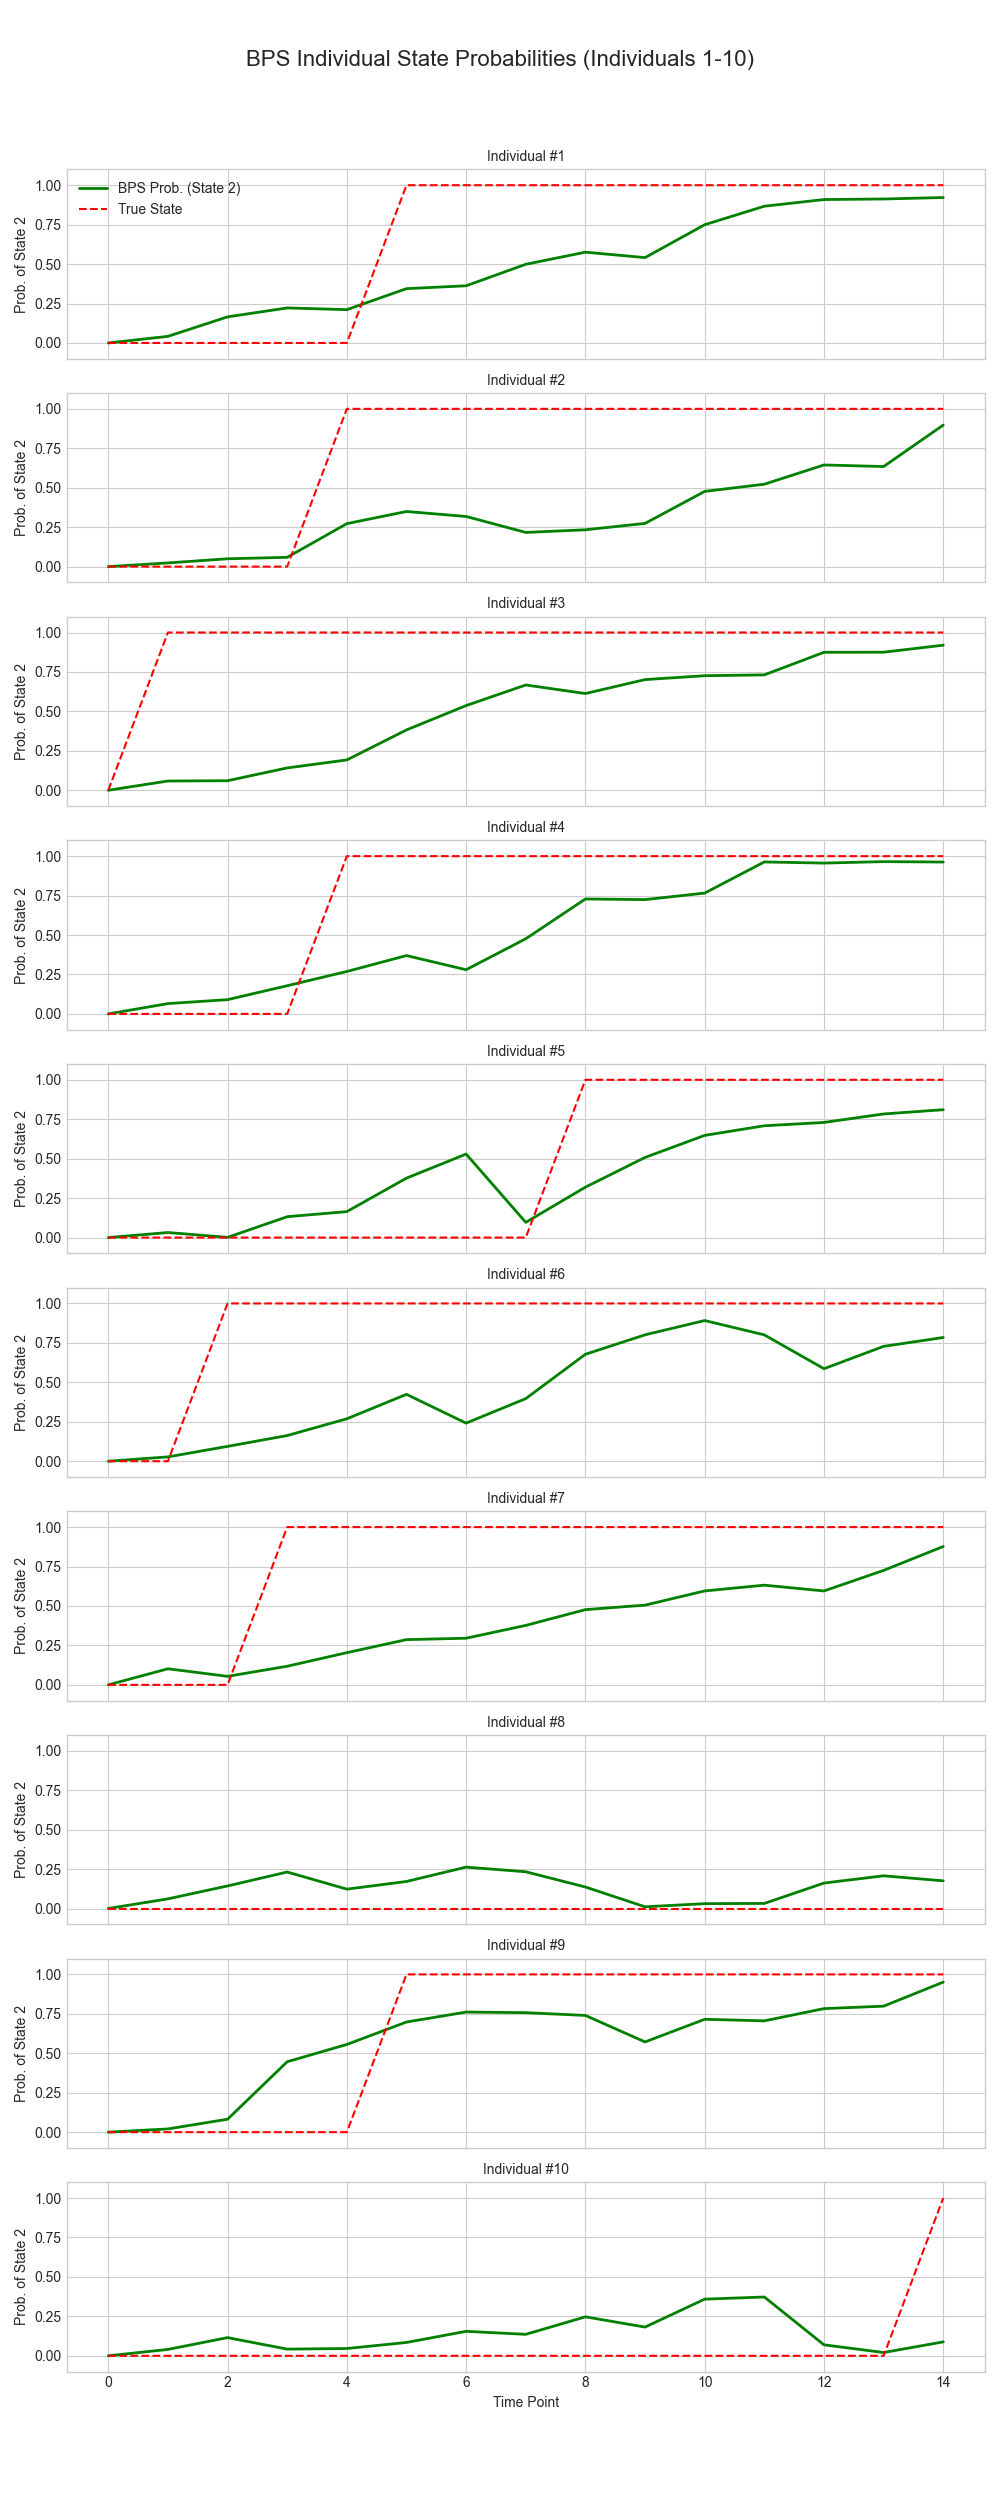 BPS Individual State Probabilities (Individuals 1-10)
Individual #1
BPS Prob. (State 2)
True State
Prob. of State 2
1.00
0.75
0.50
0.25
0.00
Individual #2
Prob. of State 2
1.00
0.75
0.50
0.25
0.00
Individual #3
Prob. of State 2
1.00
0.75
0.50
0.25
0.00
Individual #4
Prob. of State 2
1.00
0.75
0.50
0.25
0.00
Individual #5
Prob. of State 2
1.00
0.75
0.50
0.25
0.00
Individual #6
Prob. of State 2
1.00
0.75
0.50
0.25
0.00
Individual #7
Prob. of State 2
1.00
0.75
0.50
0.25
0.00
Individual #8
Prob. of State 2
1.00
0.75
0.50
0.25
0.00
Individual #9
Prob. of State 2
1.00
0.75
0.50
0.25
0.00
Individual #10
Prob. of State 2
1.00
0.75
0.50
0.25
0.00
0 2 4 6 8 10 12 14
Time Point